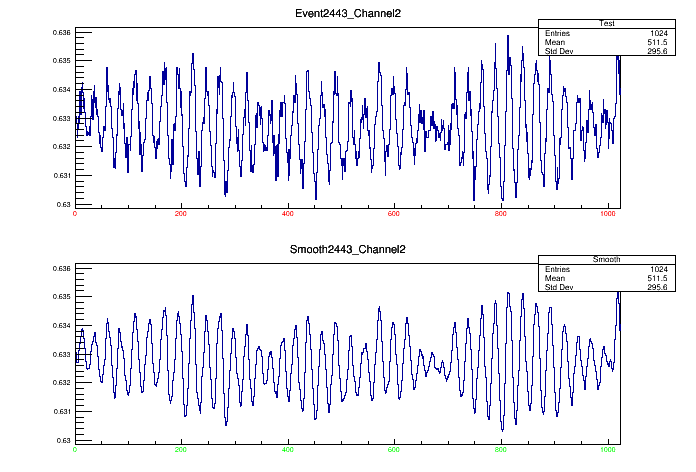 Event2443_Channel2
Test
Entries 1024
Mean 511.5
Std Dev 295.6
0.636
0.635
0.634
0.633
0.632
0.631
0.63
0 200 400 600 800 1000
Smooth2443_Channel2
Smooth
Entries 1024
Mean 511.5
Std Dev 295.6
0.636
0.635
0.634
0.633
0.632
0.631
0.63
0 200 400 600 800 1000